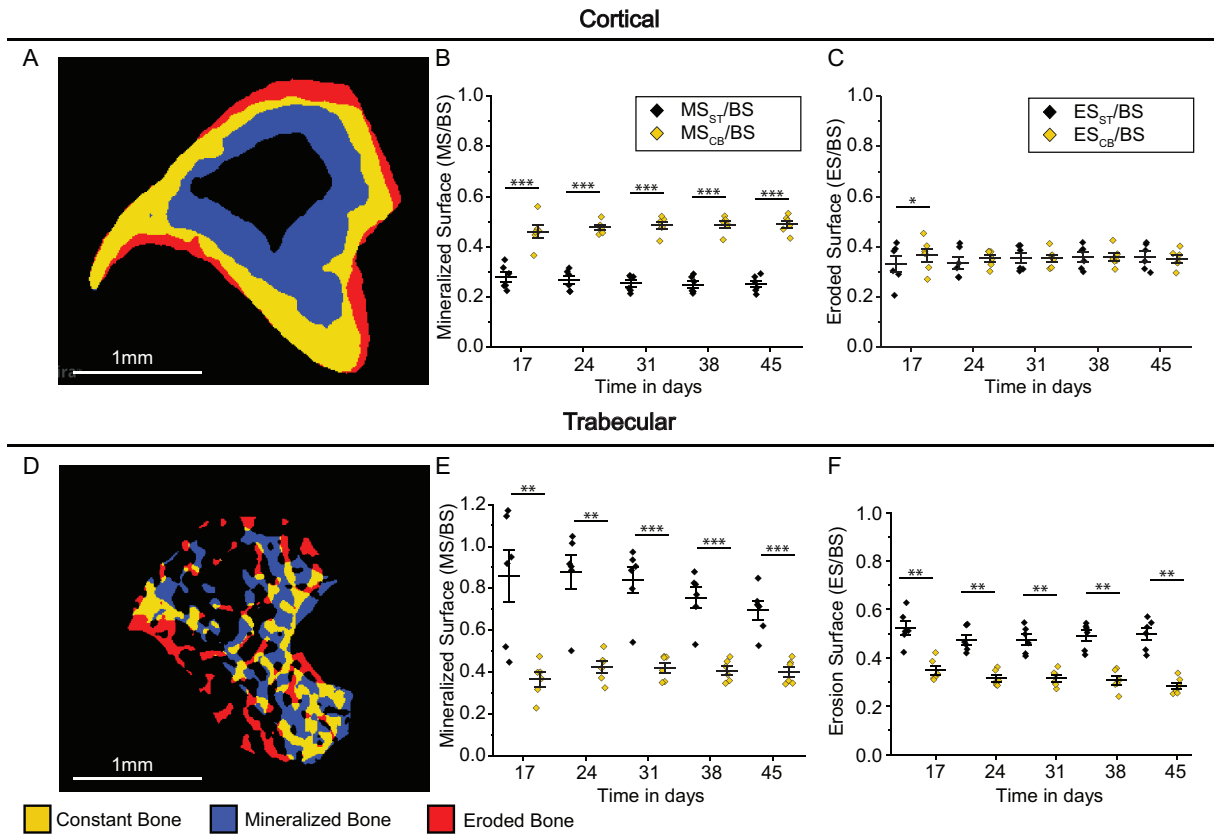 Cortical
A
1mm
B
Mineralized Surface (MS/BS)
1.0
0.8
0.6
0.4
0.2
0.0
MS_ST/BS
MS_CB/BS
*** *** *** *** ***
17 24 31 38 45
Time in days
C
Eroded Surface (ES/BS)
1.0
0.8
0.6
0.4
0.2
0.0
ES_ST/BS
ES_CB/BS
*
17 24 31 38 45
Time in days
Trabecular
D
1mm
E
Mineralized Surface (MS/BS)
1.2
1.0
0.8
0.6
0.4
0.2
0.0
** ** *** *** ***
17 24 31 38 45
Time in days
F
Erosion Surface (ES/BS)
1.0
0.8
0.6
0.4
0.2
0.0
** ** ** ** **
17 24 31 38 45
Time in days
Constant Bone Mineralized Bone Eroded Bone